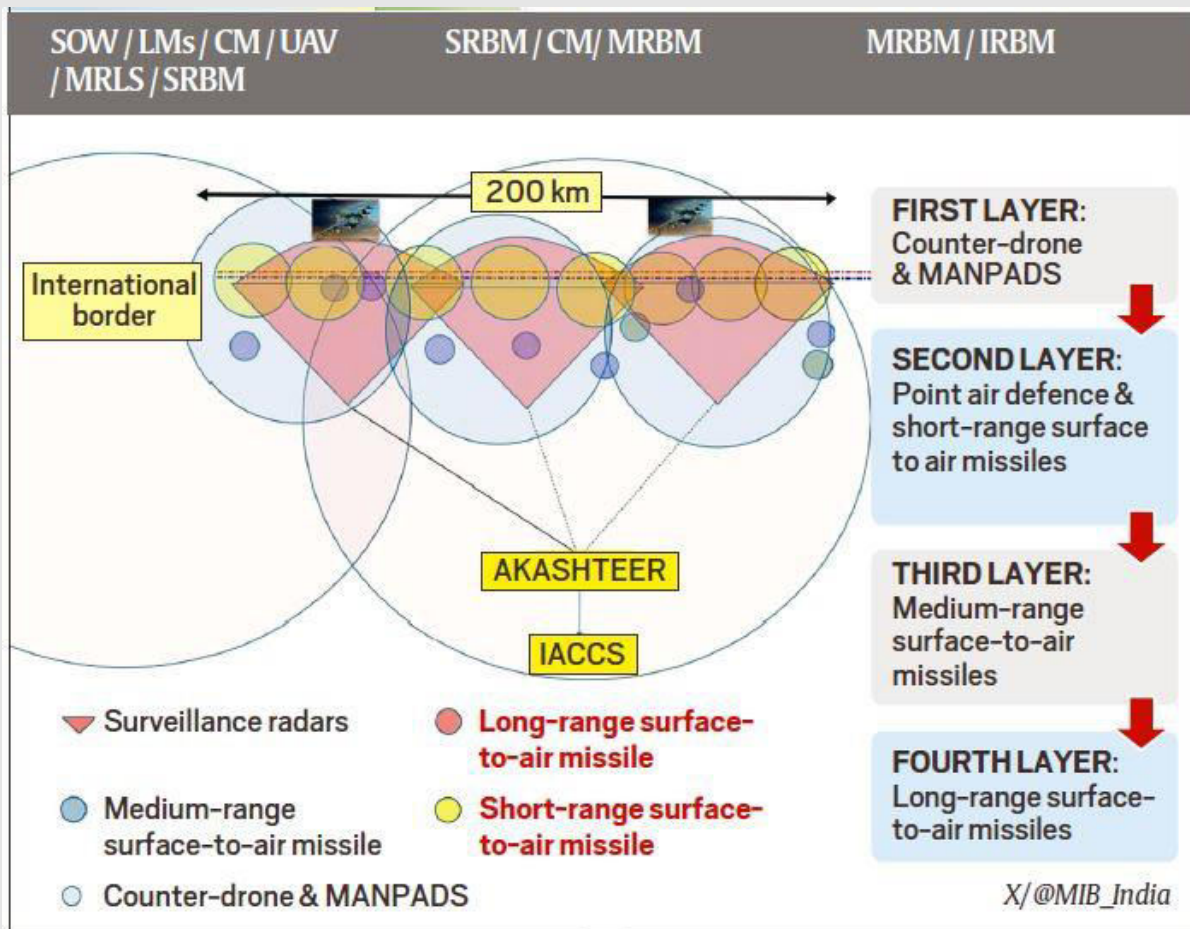 SOW / LMs / CM / UAV
/ MRLS / SRBM
SRBM / CM/ MRBM
MRBM / IRBM
200 km
International
border
AKASHTEER
IACCS
FIRST LAYER:
Counter-drone
& MANPADS
SECOND LAYER:
Point air defence &
short-range surface
to air missiles
THIRD LAYER:
Medium-range
surface-to-air
missiles
FOURTH LAYER:
Long-range surface-
to-air missiles
Surveillance radars
Long-range surface-
to-air missile
Medium-range
surface-to-air missile
Short-range surface-
to-air missile
Counter-drone & MANPADS
X/@MIB_India